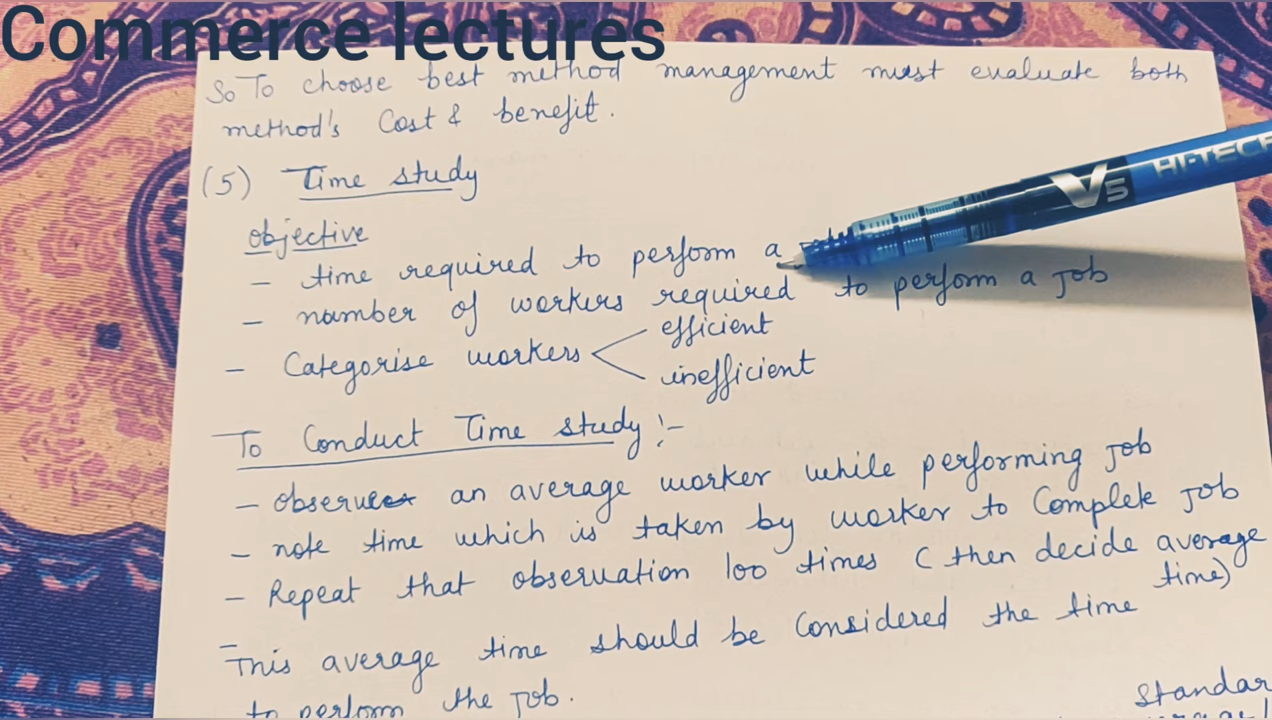 Commerce lectures
So To choose best method management must evaluate both
method's Cost & benefit.
(5) Time study
V5 HI-TECP
objective
- time required to perform a
- number of workers required to perform a Job
- Categorise workers efficient
inefficient
To Conduct Time study :-
- observe an average worker while performing Job
- note time which is taken by worker to Complete Job
- Repeat that observation 100 times (then decide average
time)
- This average time should be Considered the time
to perform the Job.
Standar